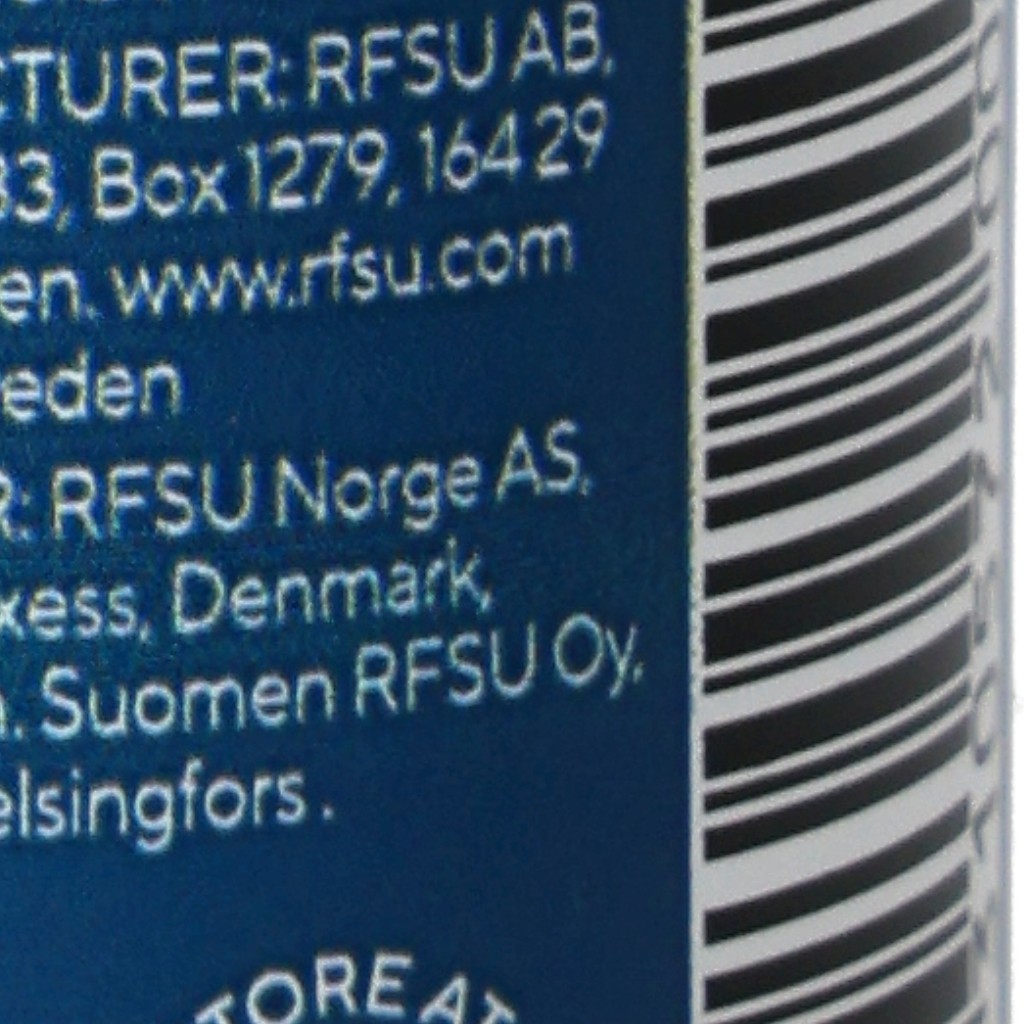 CTURER: RFSU AB,
33, Box 1279, 164 29
en. www.rfsu.com
eden
R: RFSU Norge AS,
xess, Denmark,
. Suomen RFSU Oy,
elsingfors.
TORE AT